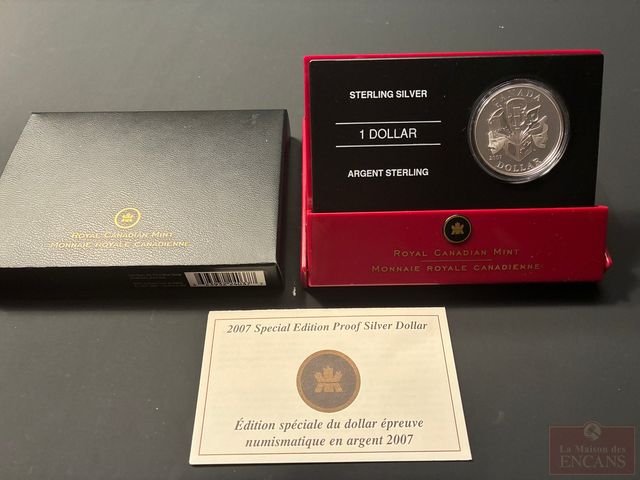 STERLING SILVER
1 DOLLAR
ARGENT STERLING
CANADA
2007
DOLLAR
ROYAL CANADIAN MINT
MONNAIE ROYALE CANADIENNE
ROYAL CANADIAN MINT
MONNAIE ROYALE CANADIENNE
2007 Special Edition Proof Silver Dollar
Édition spéciale du dollar épreuve
numismatique en argent 2007
La Maison des
ENCANS